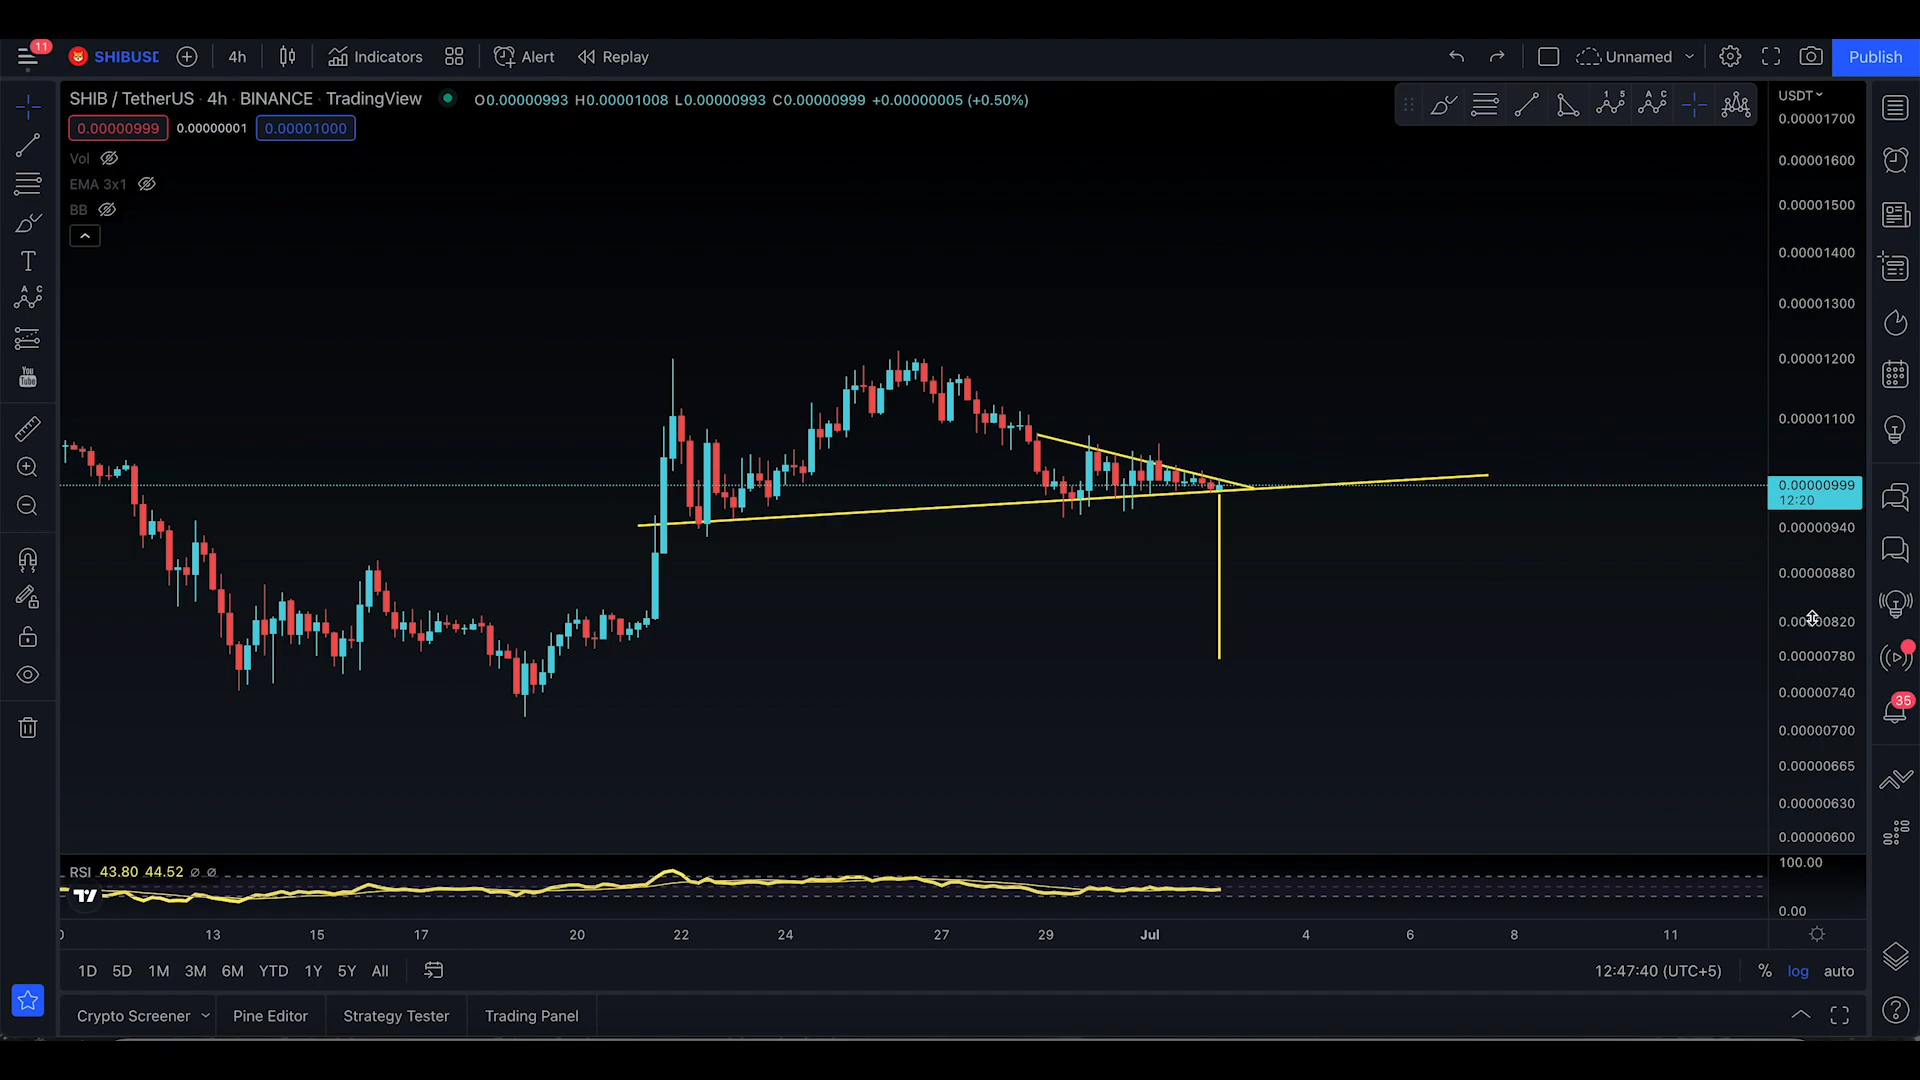 11
SHIBUSD
4h
Indicators
Alert
Replay
Unnamed
Publish
SHIB / TetherUS · 4h · BINANCE · TradingView
O0.00000993 H0.00001008 L0.00000993 C0.00000999 +0.00000005 (+0.50%)
0.00000999 0.00000001 0.00001000
Vol
EMA 3x1
BB
T
A C
You
Tube
1 5
A C
USDT
0.00001700
0.00001600
0.00001500
0.00001400
0.00001300
0.00001200
0.00001100
0.00000999
12:20
0.00000940
0.00000880
0.00000820
0.00000780
0.00000740
0.00000700
0.00000665
0.00000630
0.00000600
35
RSI 43.80 44.52 ∅ ∅
100.00
0.00
13 15 17 20 22 24 27 29 Jul 4 6 8 11
1D 5D 1M 3M 6M YTD 1Y 5Y All
12:47:40 (UTC+5) % log auto
Crypto Screener Pine Editor Strategy Tester Trading Panel